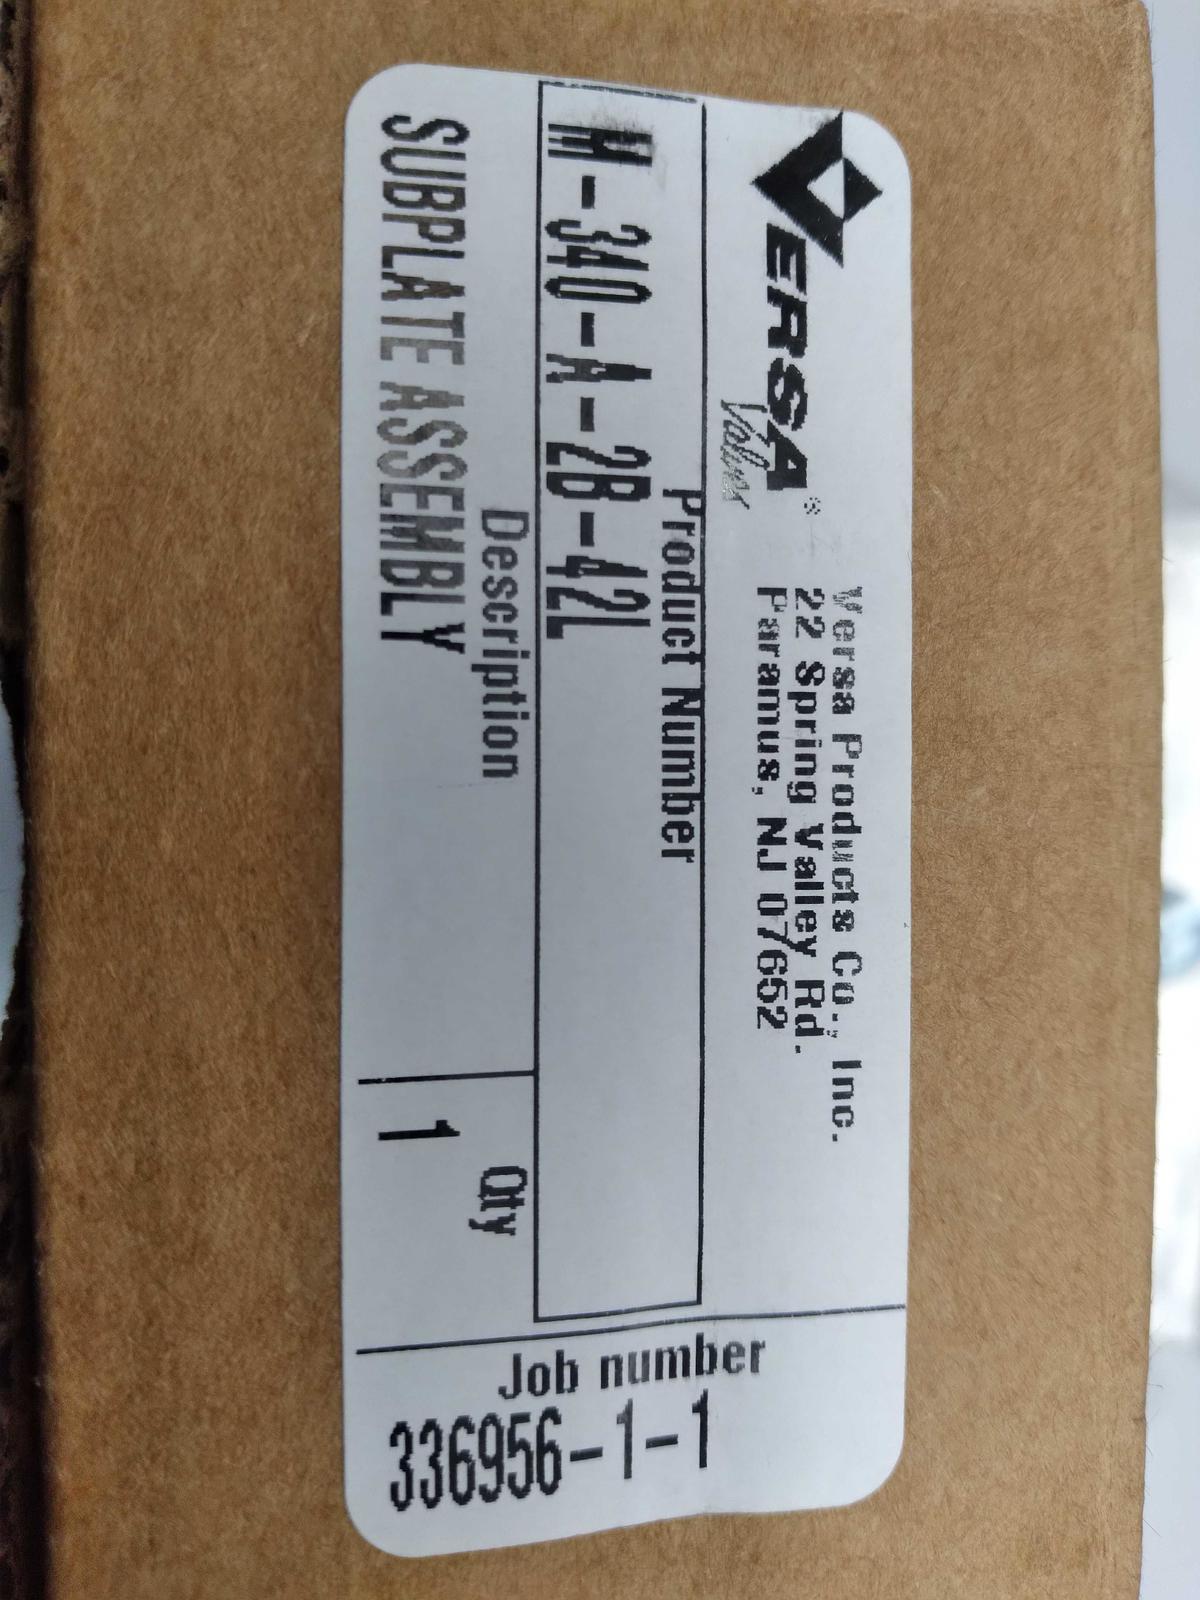 VERSA®
Valves
Versa Products Co., Inc.
22 Spring Valley Rd.
Paramus, NJ 07652
Product Number
M-340-A-2B-42L
Description
SUBPLATE ASSEMBLY
Qty
1
Job number
336956-1-1